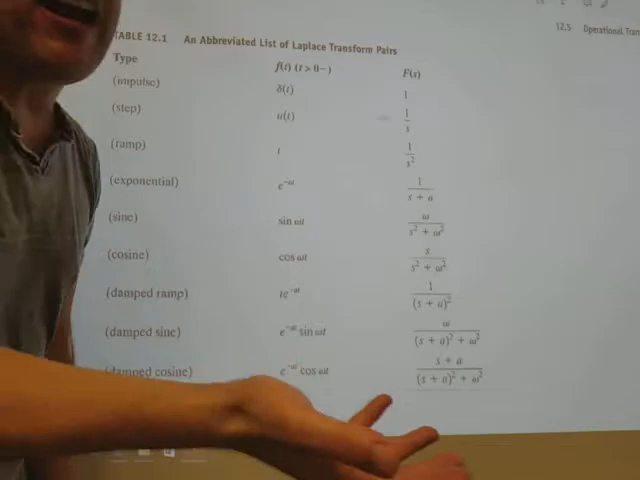 12.5 Operational Tran
TABLE 12.1 An Abbreviated List of Laplace Transform Pairs
Type f(t) (t > 0−) F(s)
(impulse) δ(t) 1
(step) u(t) 1/s
(ramp) t 1/s²
(exponential) e^{−at} 1/(s + a)
(sine) sin ωt ω/(s² + ω²)
(cosine) cos ωt s/(s² + ω²)
(damped ramp) te^{−at} 1/(s + a)²
(damped sine) e^{−at} sin ωt ω/((s + a)² + ω²)
(damped cosine) e^{−at} cos ωt (s + a)/((s + a)² + ω²)